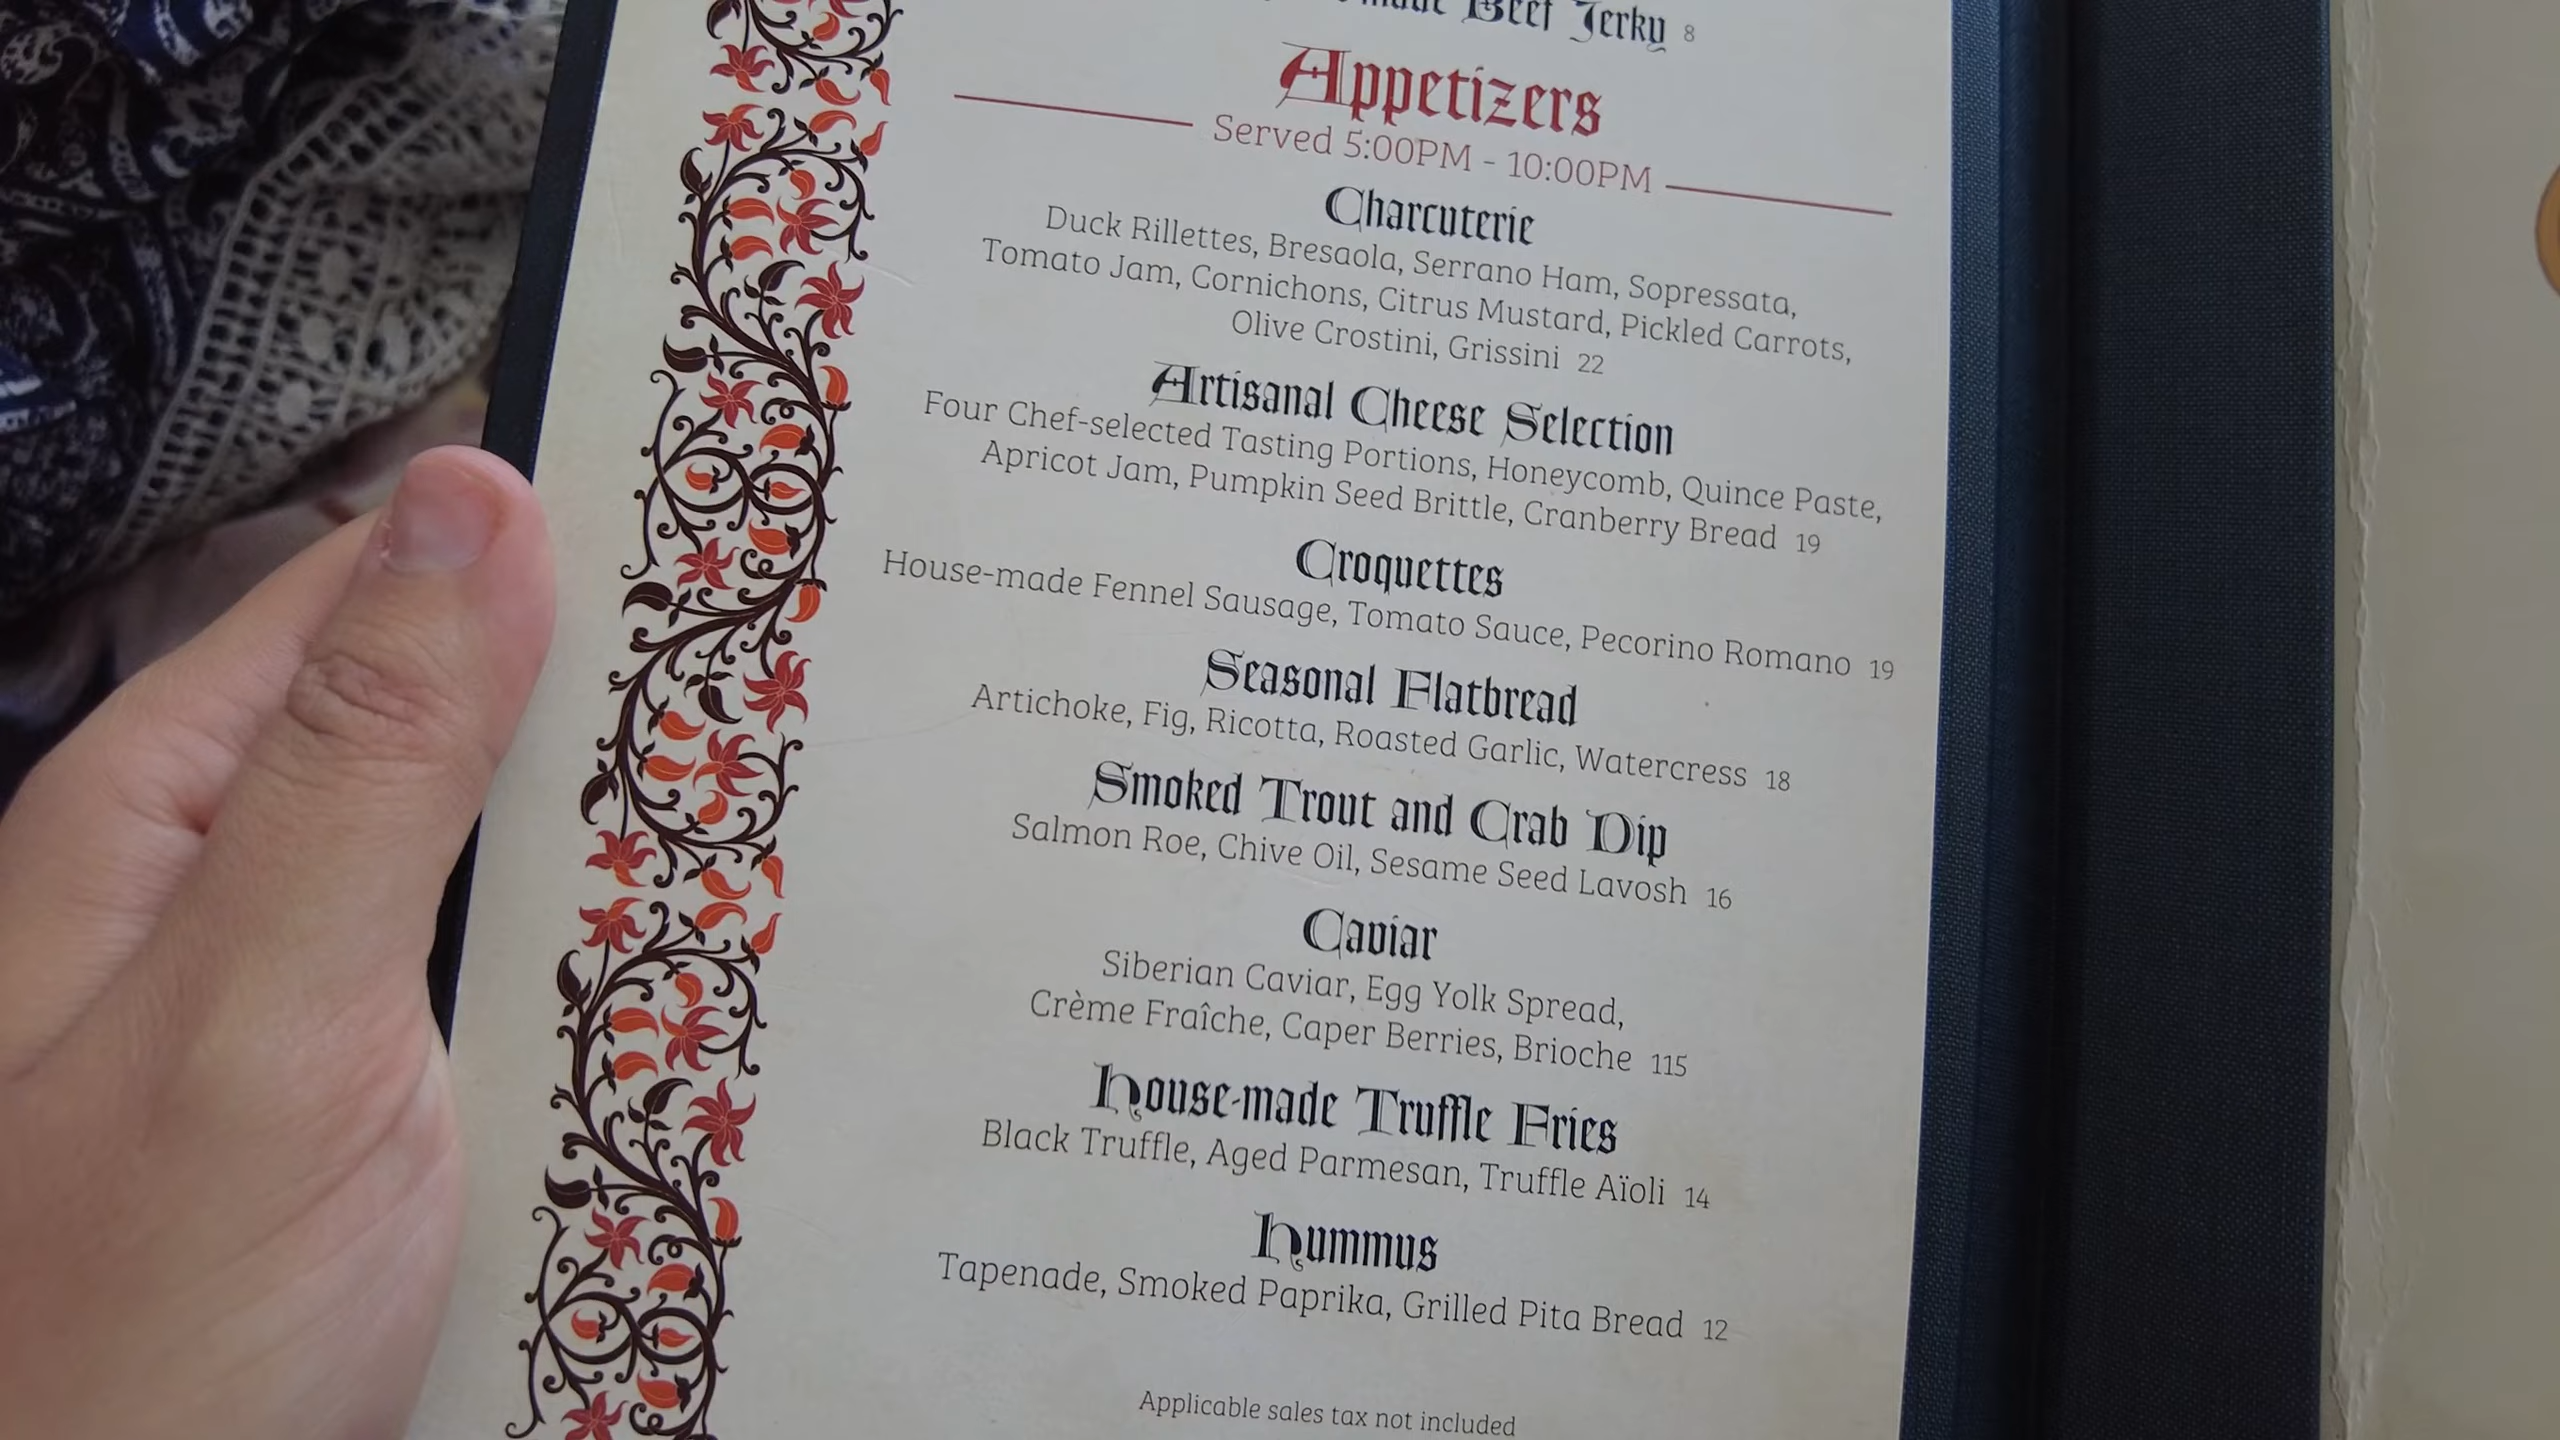 Beef Jerky 8
Appetizers
Served 5:00PM - 10:00PM
Charcuterie
Duck Rillettes, Bresaola, Serrano Ham, Sopressata,
Tomato Jam, Cornichons, Citrus Mustard, Pickled Carrots,
Olive Crostini, Grissini 22
Artisanal Cheese Selection
Four Chef-selected Tasting Portions, Honeycomb, Quince Paste,
Apricot Jam, Pumpkin Seed Brittle, Cranberry Bread 19
Croquettes
House-made Fennel Sausage, Tomato Sauce, Pecorino Romano 19
Seasonal Flatbread
Artichoke, Fig, Ricotta, Roasted Garlic, Watercress 18
Smoked Trout and Crab Dip
Salmon Roe, Chive Oil, Sesame Seed Lavosh 16
Caviar
Siberian Caviar, Egg Yolk Spread,
Crème Fraîche, Caper Berries, Brioche 115
House-made Truffle Fries
Black Truffle, Aged Parmesan, Truffle Aïoli 14
Hummus
Tapenade, Smoked Paprika, Grilled Pita Bread 12
Applicable sales tax not included